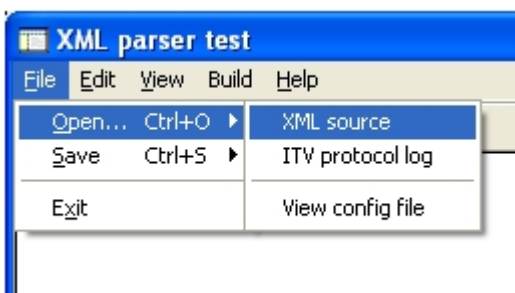 XML parser test
File Edit View Build Help
Open... Ctrl+O XML source
Save Ctrl+S ITV protocol log
Exit View config file